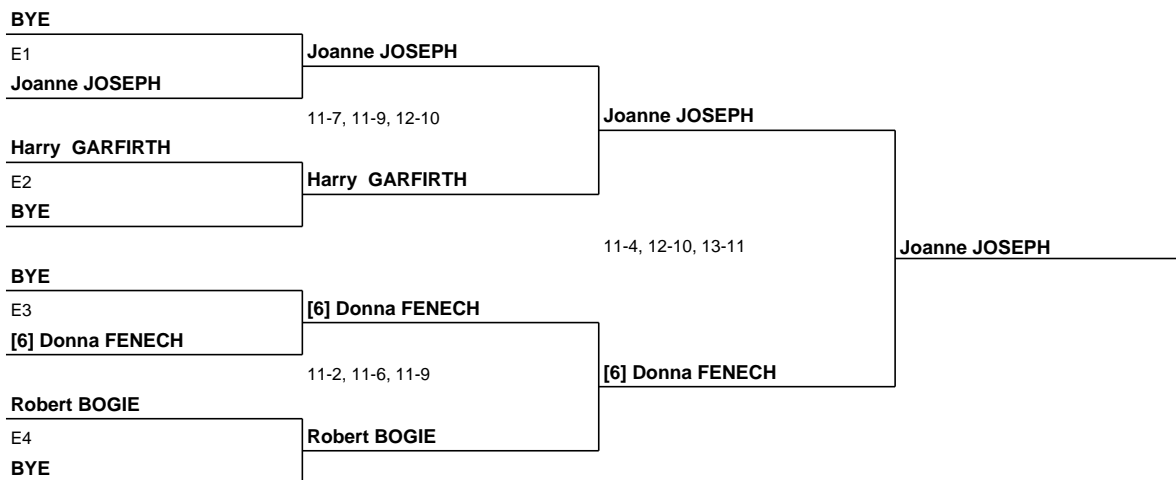 BYE
E1
Joanne JOSEPH
Joanne JOSEPH
11-7, 11-9, 12-10
Joanne JOSEPH
Harry  GARFIRTH
E2
Harry  GARFIRTH
BYE
11-4, 12-10, 13-11
Joanne JOSEPH
BYE
E3
[6] Donna FENECH
[6] Donna FENECH
11-2, 11-6, 11-9
[6] Donna FENECH
Robert BOGIE
E4
Robert BOGIE
BYE